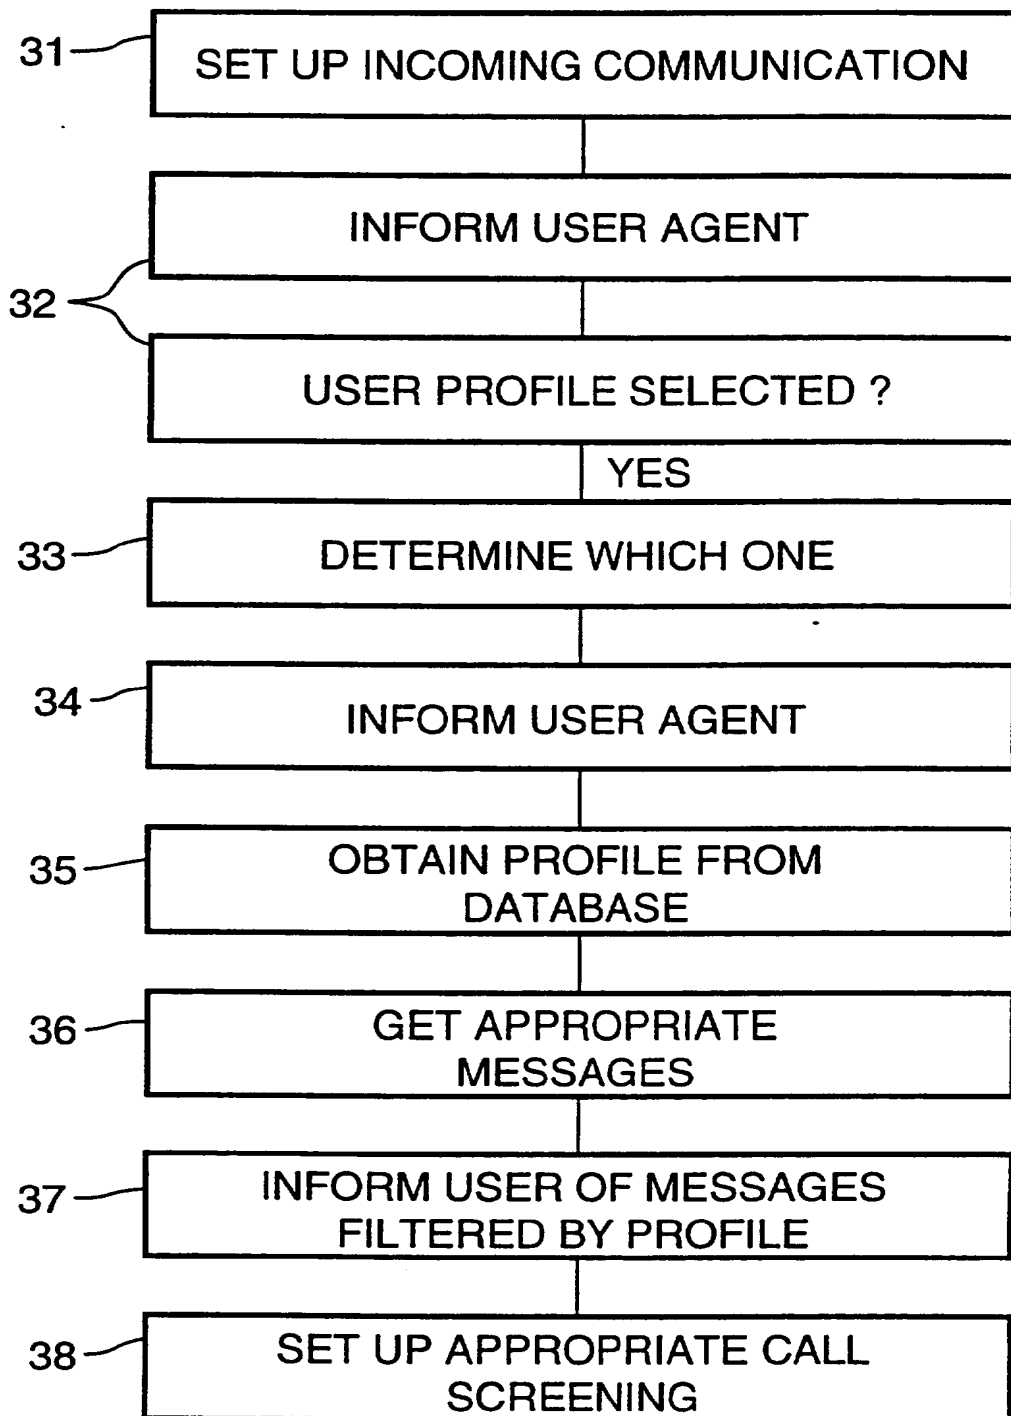 31
SET UP INCOMING COMMUNICATION
INFORM USER AGENT
32
USER PROFILE SELECTED ?
YES
33
DETERMINE WHICH ONE
34
INFORM USER AGENT
35
OBTAIN PROFILE FROM
DATABASE
36
GET APPROPRIATE
MESSAGES
37
INFORM USER OF MESSAGES
FILTERED BY PROFILE
38
SET UP APPROPRIATE CALL
SCREENING